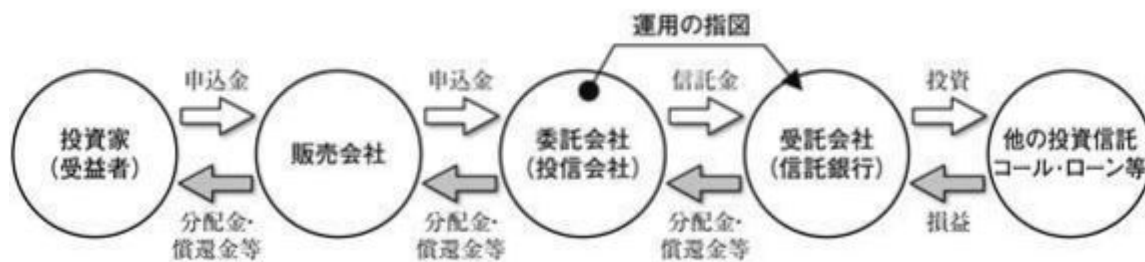 運用の指図
申込金
申込金
信託金
投資
投資家
(受益者)
販売会社
委託会社
(投信会社)
受託会社
(信託銀行)
他の投資信託
コール・ローン等
分配金・
償還金等
分配金・
償還金等
分配金・
償還金等
損益